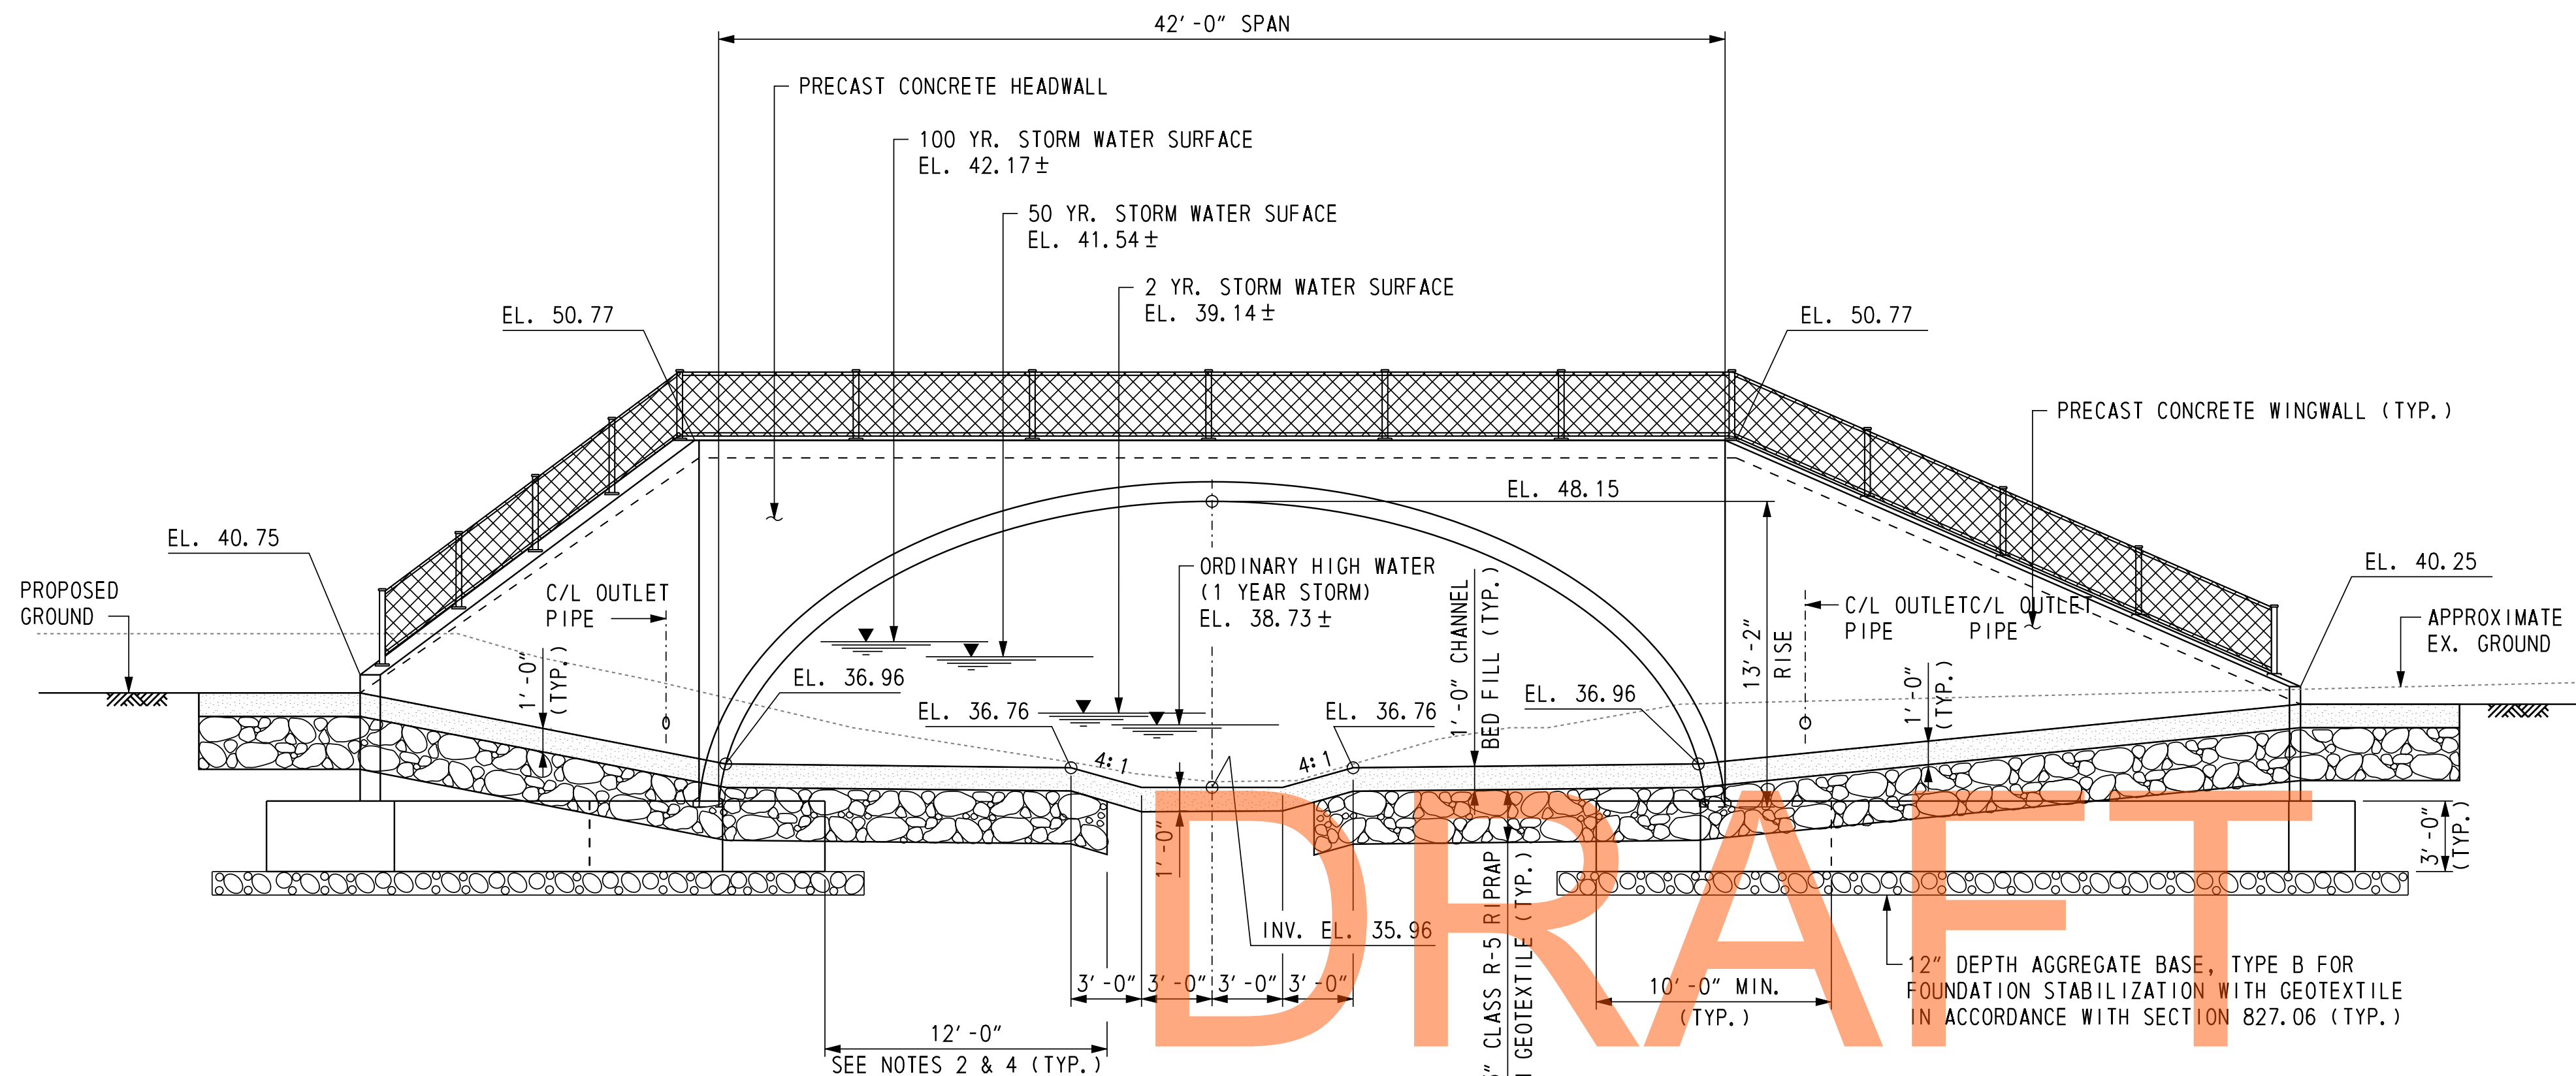 42'-0" SPAN
PRECAST CONCRETE HEADWALL
100 YR. STORM WATER SURFACE
EL. 42.17±
50 YR. STORM WATER SUFACE
EL. 41.54±
2 YR. STORM WATER SURFACE
EL. 39.14±
EL. 50.77
EL. 50.77
PRECAST CONCRETE WINGWALL (TYP.)
EL. 48.15
EL. 40.75
EL. 40.25
PROPOSED
GROUND
C/L OUTLET
PIPE
ORDINARY HIGH WATER
(1 YEAR STORM)
EL. 38.73±
1'-0" CHANNEL
BED FILL (TYP.)
13'-2"
RISE
C/L OUTLET
PIPE
C/L OUTLET
PIPE
APPROXIMATE
EX. GROUND
1'-0"
(TYP.)
EL. 36.96
EL. 36.76
EL. 36.76
EL. 36.96
1'-0"
(TYP.)
4:1
4:1
1'-0"
3'-0"
(TYP.)
INV. EL. 35.96
" CLASS R-5 RIPRAP
GEOTEXTILE (TYP.)
3'-0"
3'-0"
3'-0"
3'-0"
10'-0" MIN.
(TYP.)
12" DEPTH AGGREGATE BASE, TYPE B FOR
FOUNDATION STABILIZATION WITH GEOTEXTILE
IN ACCORDANCE WITH SECTION 827.06 (TYP.)
12'-0"
SEE NOTES 2 & 4 (TYP.)
DRAFT